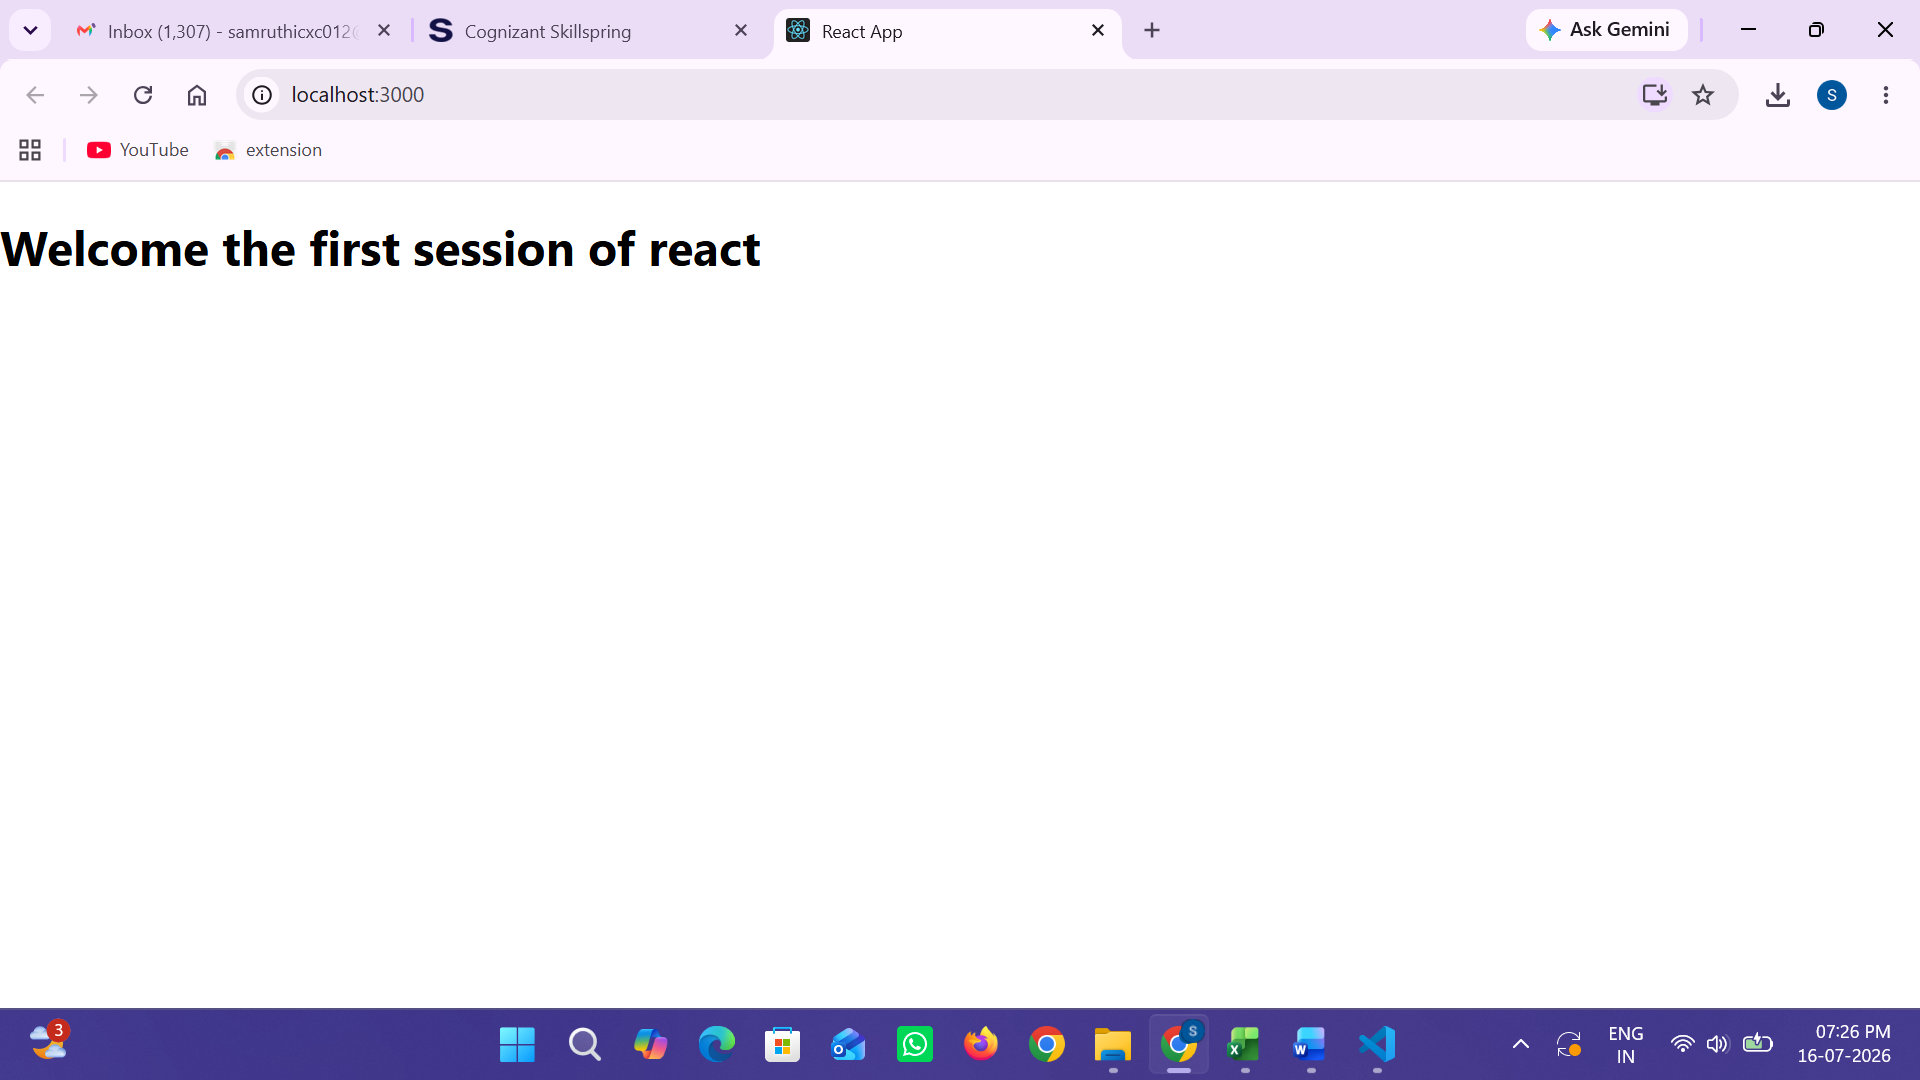 Inbox (1,307) - samruthicxc012
Cognizant Skillspring
React App
Ask Gemini
localhost:3000
S
YouTube
extension
Welcome the first session of react
3
S
ENG
IN
07:26 PM
16-07-2026